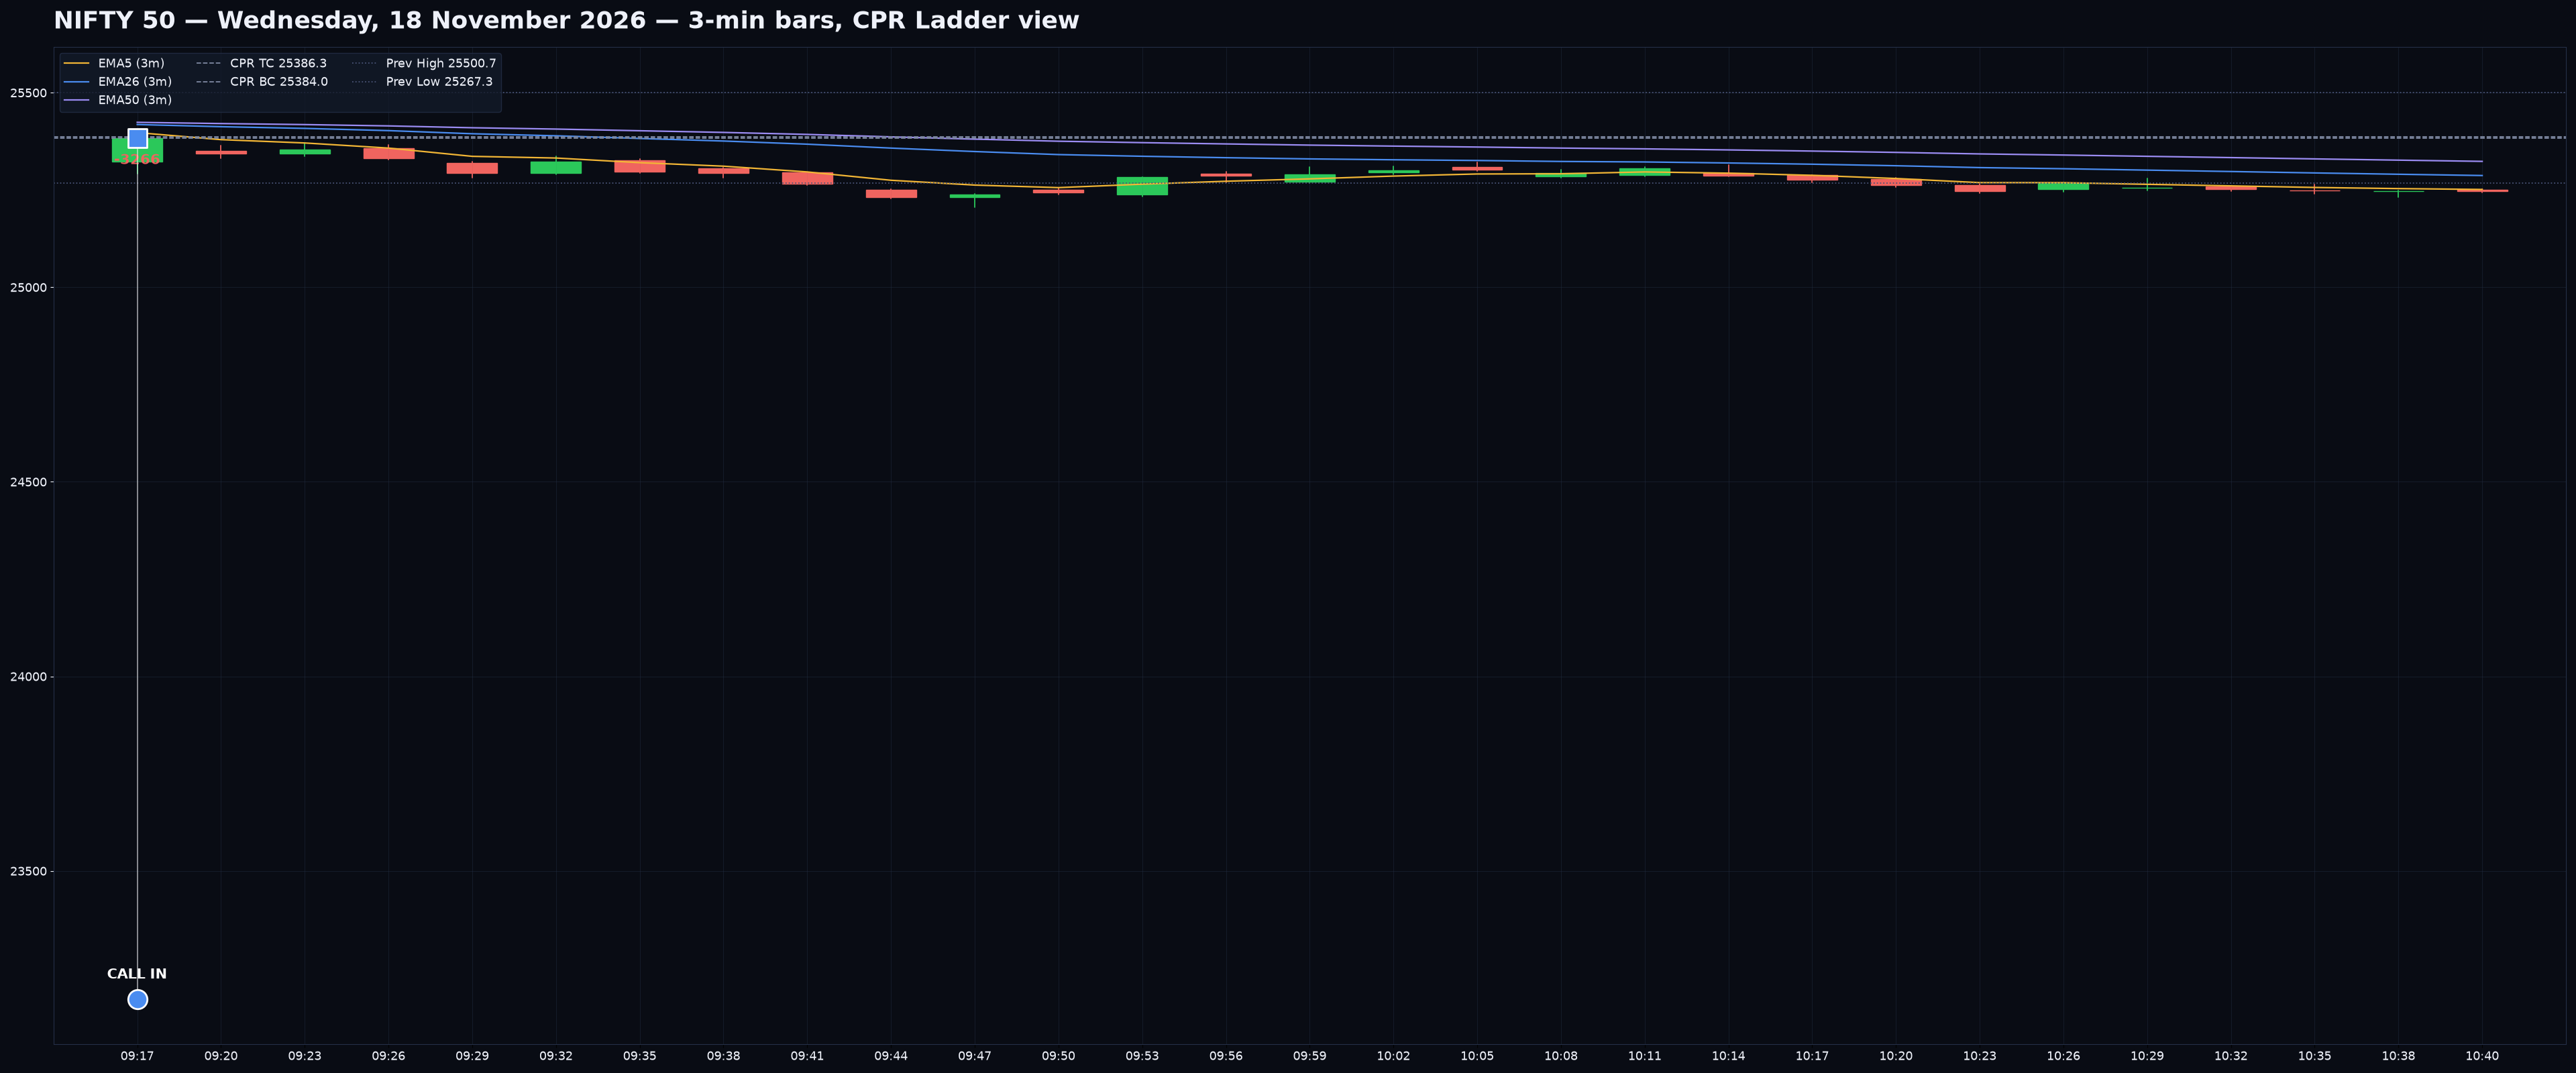 NIFTY 50 — Wednesday, 18 November 2026 — 3-min bars, CPR Ladder view
EMA5 (3m)
EMA26 (3m)
EMA50 (3m)
CPR TC 25386.3
CPR BC 25384.0
Prev High 25500.7
Prev Low 25267.3
25500
25000
24500
24000
23500
-3266
CALL IN
09:17 09:20 09:23 09:26 09:29 09:32 09:35 09:38 09:41 09:44 09:47 09:50 09:53 09:56 09:59 10:02 10:05 10:08 10:11 10:14 10:17 10:20 10:23 10:26 10:29 10:32 10:35 10:38 10:40